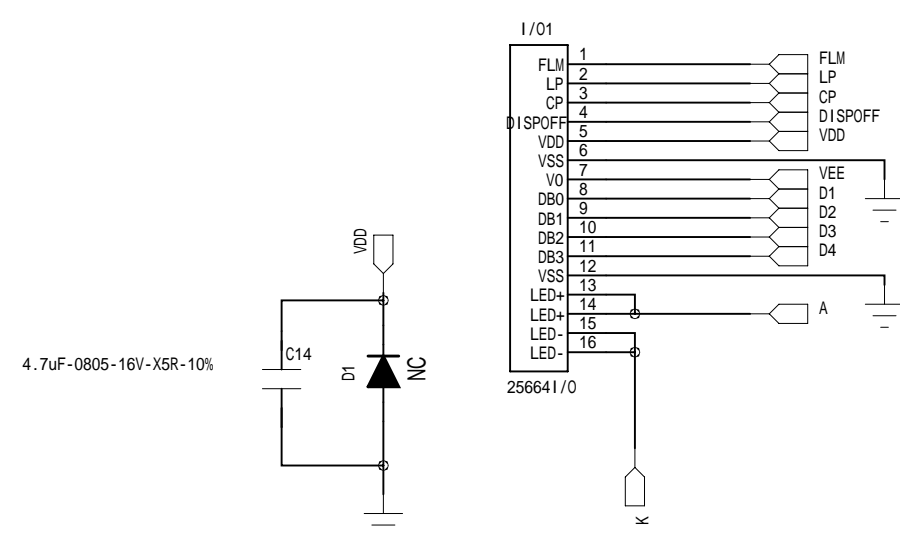 I/O1
FLM 1 FLM
LP 2 LP
CP 3 CP
DISPOFF 4 DISPOFF
VDD 5 VDD
VSS 6
V0 7 VEE
DB0 8 D1
DB1 9 D2
DB2 10 D3
DB3 11 D4
VSS 12
LED+ 13
LED+ 14 A
LED- 15
LED- 16
25664I/O
K
VDD
C14
4.7uF-0805-16V-X5R-10%
D1
NC